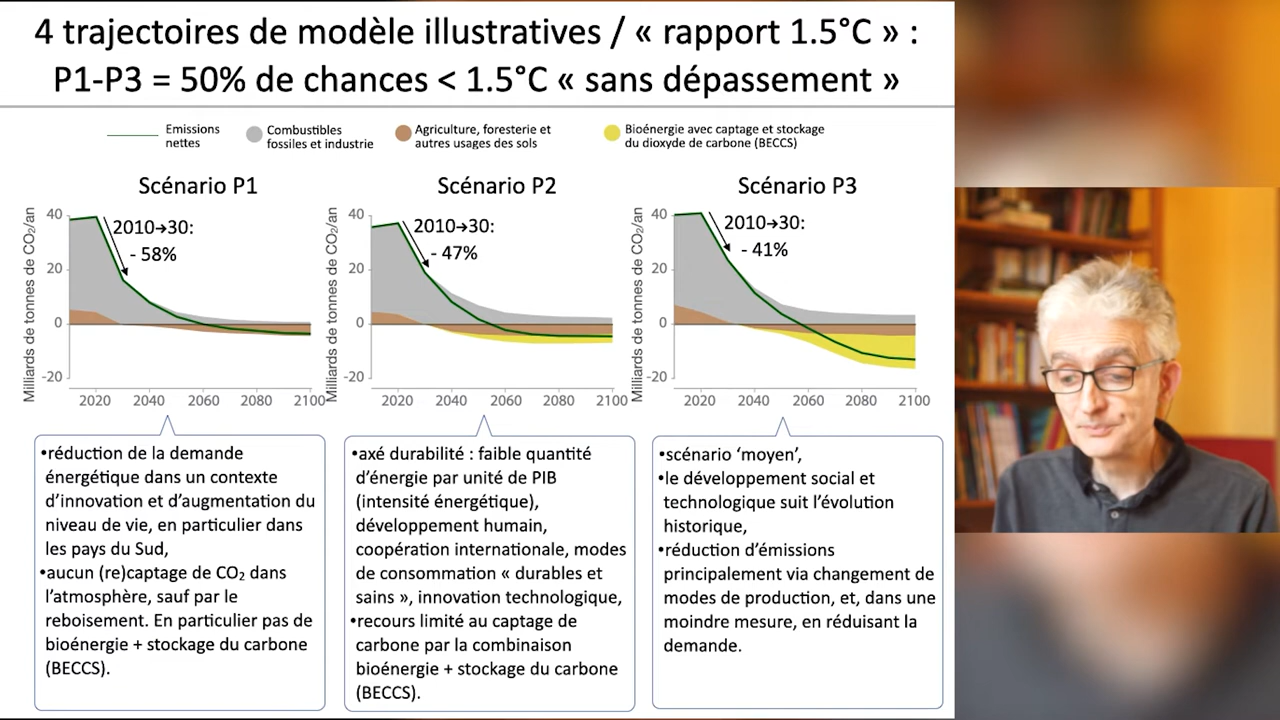 4 trajectoires de modèle illustratives / « rapport 1.5°C » :
P1-P3 = 50% de chances < 1.5°C « sans dépassement »
Emissions
nettes
Combustibles
fossiles et industrie
Agriculture, foresterie et
autres usages des sols
Bioénergie avec captage et stockage
du dioxyde de carbone (BECCS)
Scénario P1
Milliards de tonnes de CO₂/an
40
20
0
-20
2010→30:
- 58%
2020 2040 2060 2080 2100
Scénario P2
Milliards de tonnes de CO₂/an
40
20
0
-20
2010→30:
- 47%
2020 2040 2060 2080 2100
Scénario P3
Milliards de tonnes de CO₂/an
40
20
0
-20
2010→30:
- 41%
2020 2040 2060 2080 2100
•réduction de la demande
énergétique dans un contexte
d'innovation et d'augmentation du
niveau de vie, en particulier dans
les pays du Sud,
•aucun (re)captage de CO₂ dans
l'atmosphère, sauf par le
reboisement. En particulier pas de
bioénergie + stockage du carbone
(BECCS).
•axé durabilité : faible quantité
d'énergie par unité de PIB
(intensité énergétique),
développement humain,
coopération internationale, modes
de consommation « durables et
sains », innovation technologique,
•recours limité au captage de
carbone par la combinaison
bioénergie + stockage du carbone
(BECCS).
•scénario ‘moyen’,
•le développement social et
technologique suit l'évolution
historique,
•réduction d'émissions
principalement via changement de
modes de production, et, dans une
moindre mesure, en réduisant la
demande.